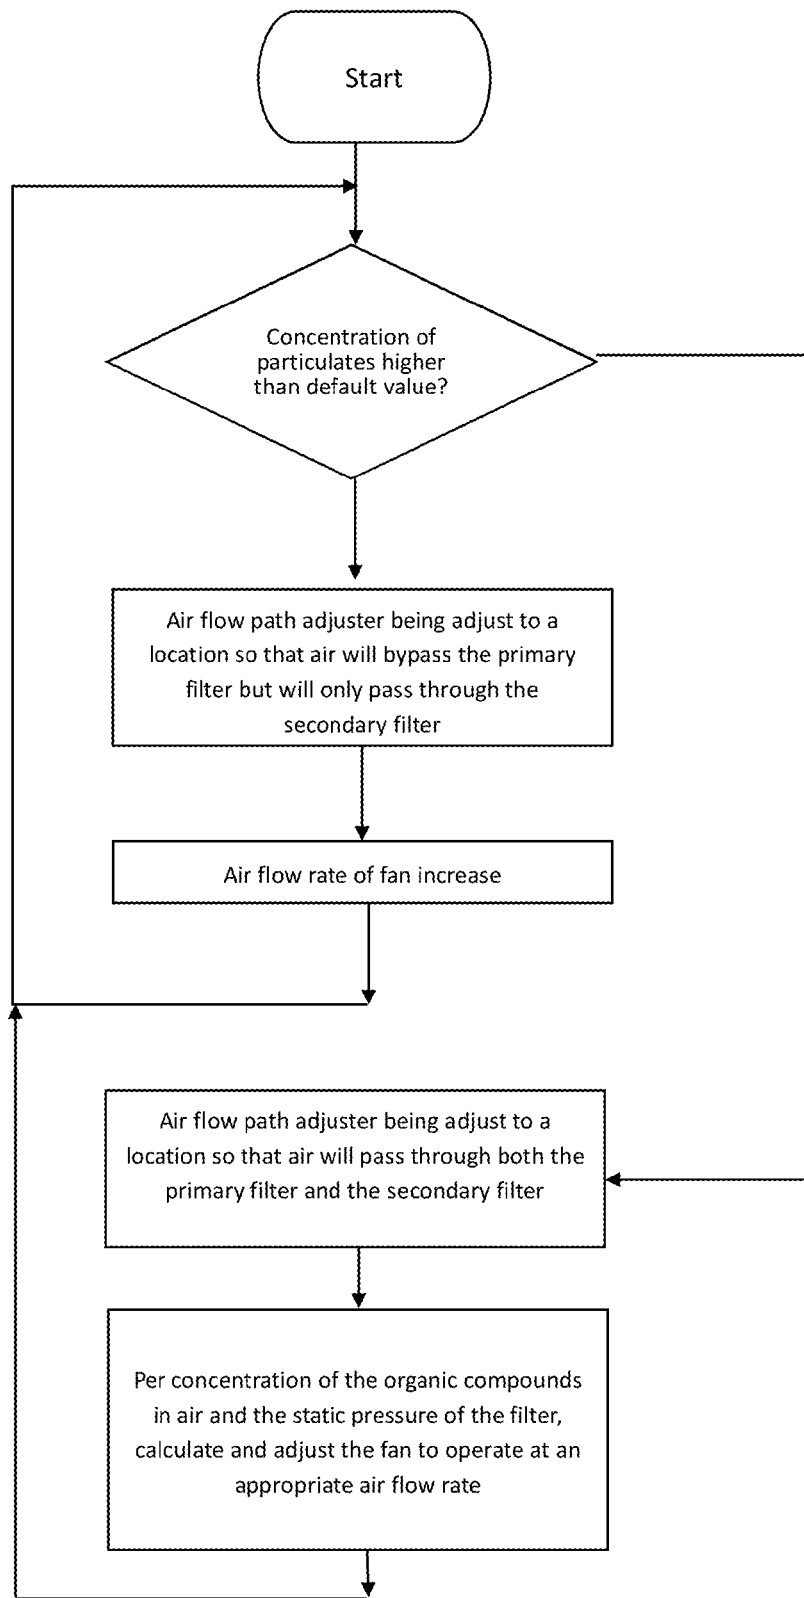 Start
Concentration of
particulates higher
than default value?
Air flow path adjuster being adjust to a
location so that air will bypass the primary
filter but will only pass through the
secondary filter
Air flow rate of fan increase
Air flow path adjuster being adjust to a
location so that air will pass through both the
primary filter and the secondary filter
Per concentration of the organic compounds
in air and the static pressure of the filter,
calculate and adjust the fan to operate at an
appropriate air flow rate